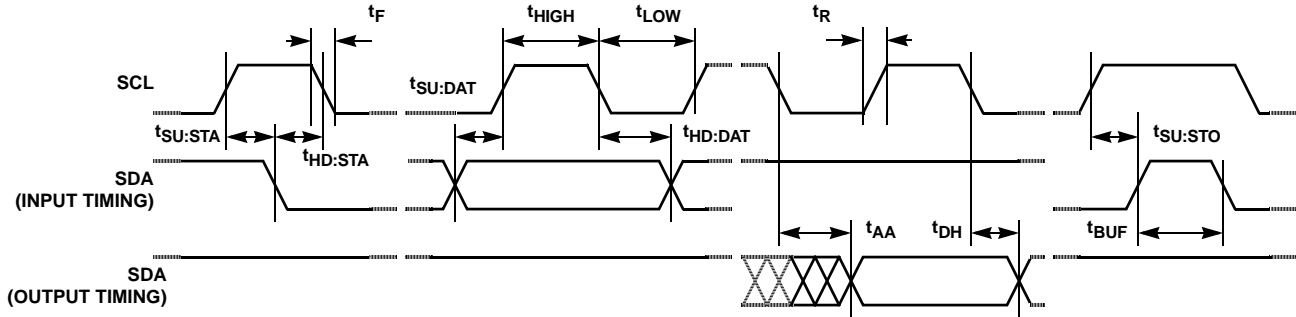 tF
tHIGH
tLOW
tR
SCL
tSU:DAT
tSU:STA
tHD:STA
tHD:DAT
tSU:STO
SDA
(INPUT TIMING)
tAA
tDH
tBUF
SDA
(OUTPUT TIMING)